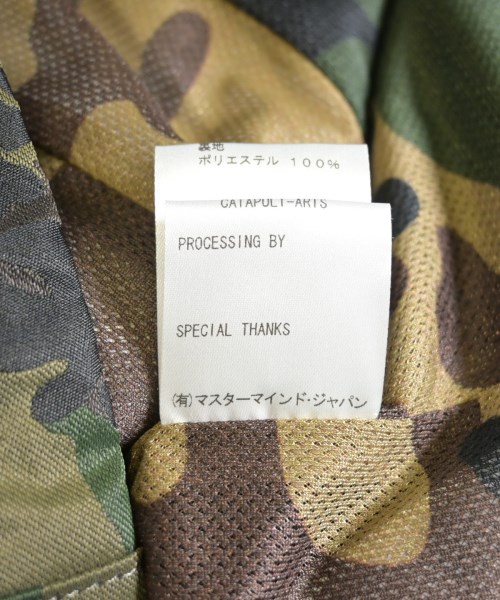 裏地
ポリエステル 100%
CATAPULT-ARTS
PROCESSING BY
SPECIAL THANKS
(有)マスターマインド・ジャパン